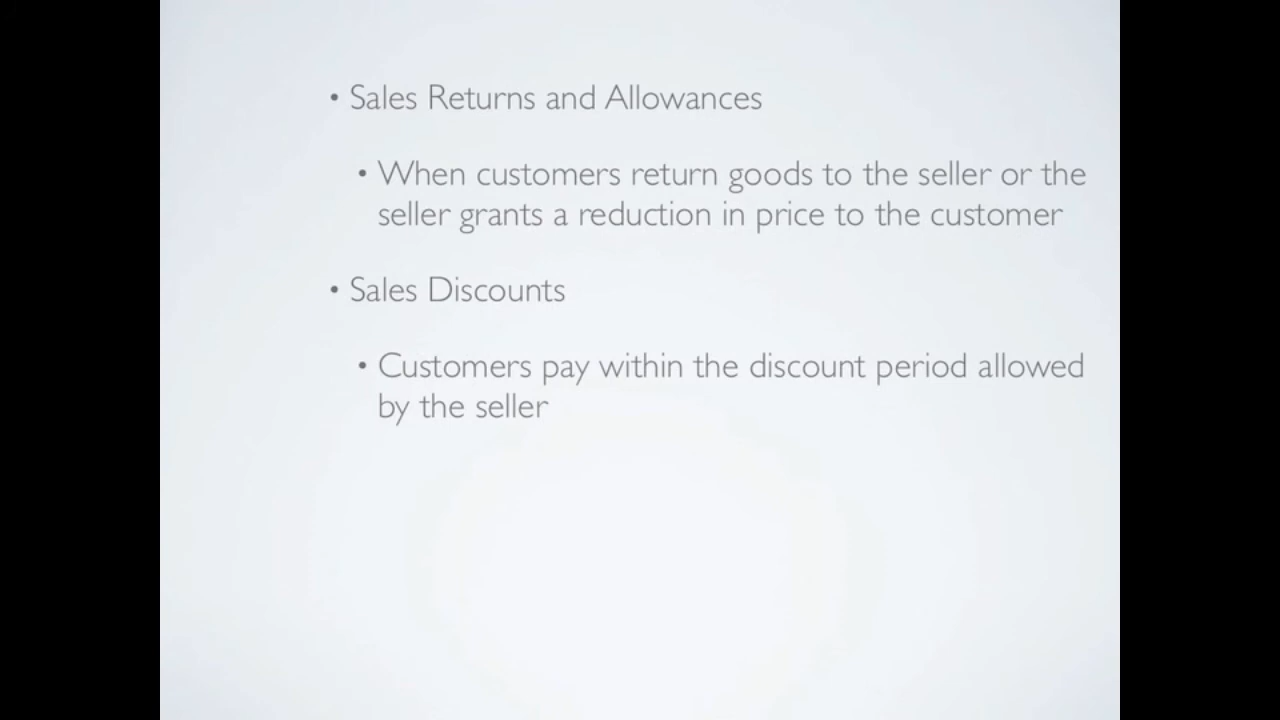 • Sales Returns and Allowances
• When customers return goods to the seller or the
seller grants a reduction in price to the customer
• Sales Discounts
• Customers pay within the discount period allowed
by the seller